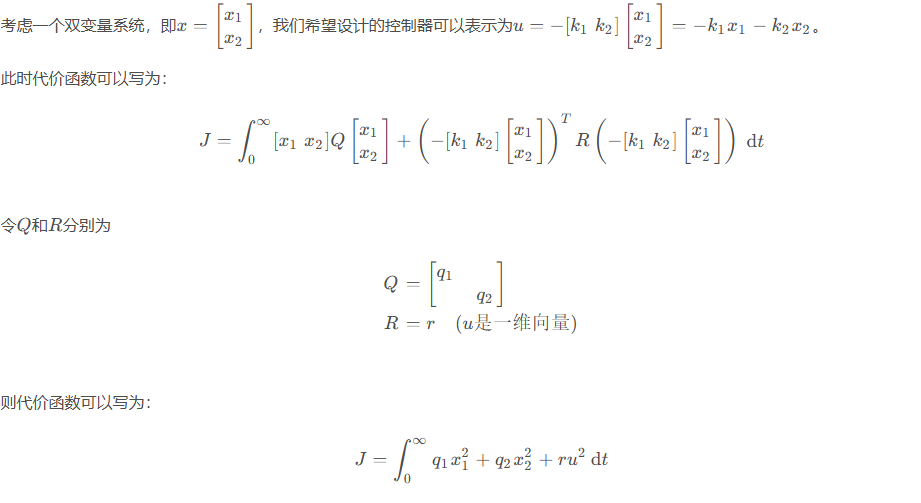 考虑一个双变量系统，即$x = \begin{bmatrix} x_1 \\ x_2 \end{bmatrix}$，我们希望设计的控制器可以表示为$u = -[k_1\ k_2]\begin{bmatrix} x_1 \\ x_2 \end{bmatrix} = -k_1x_1 - k_2x_2$。
此时代价函数可以写为：
$J = \int_0^\infty [x_1\ x_2]Q\begin{bmatrix} x_1 \\ x_2 \end{bmatrix} + \left(-[k_1\ k_2]\begin{bmatrix} x_1 \\ x_2 \end{bmatrix}\right)^T R\left(-[k_1\ k_2]\begin{bmatrix} x_1 \\ x_2 \end{bmatrix}\right)\ \mathrm{d}t$
令$Q$和$R$分别为
$Q = \begin{bmatrix} q_1 & \\ & q_2 \end{bmatrix}$
$R = r \quad (u是一维向量)$
则代价函数可以写为：
$J = \int_0^\infty q_1x_1^2 + q_2x_2^2 + ru^2\ \mathrm{d}t$